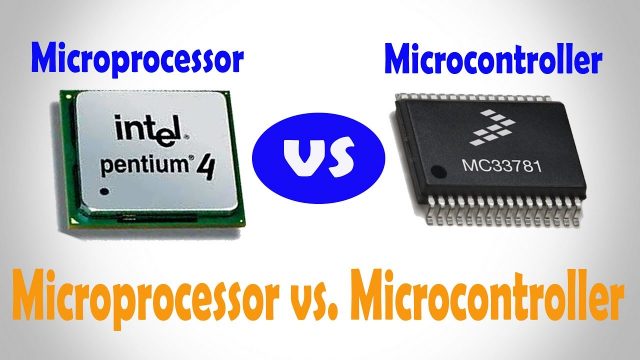 Microprocessor
Microcontroller
intel
pentium® 4
vs
MC33781
Microprocessor vs. Microcontroller